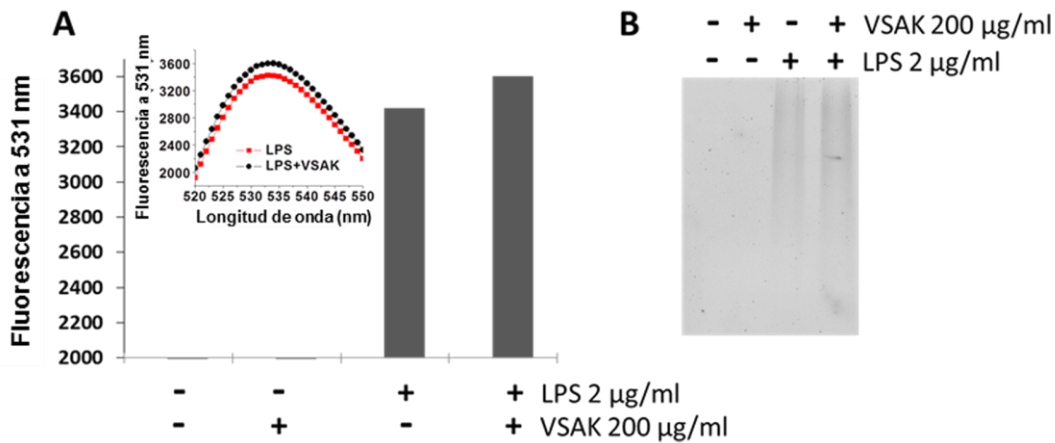 A
Fluorescencia a 531 nm
3600
3400
3200
3000
2800
2600
2400
2200
2000
Fluorescencia a 531 nm
3600
3200
2800
2400
2000
LPS
LPS+VSAK
520 525 530 535 540 545 550
Longitud de onda (nm)
- - + + LPS 2 µg/ml
- + - + VSAK 200 µg/ml
B
- + - + VSAK 200 µg/ml
- - + + LPS 2 µg/ml